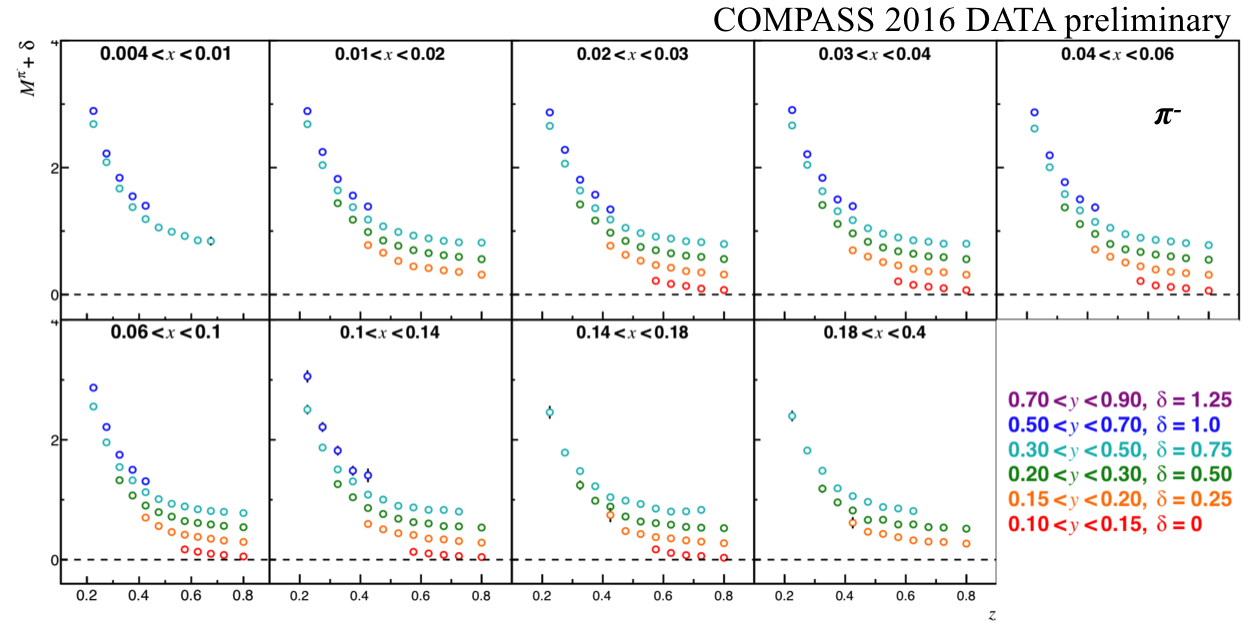 COMPASS 2016 DATA preliminary
M^π⁻ + δ
4
0.004 < x < 0.01
0.01 < x < 0.02
0.02 < x < 0.03
0.03 < x < 0.04
0.04 < x < 0.06
π⁻
2
0
4
0.06 < x < 0.1
0.1 < x < 0.14
0.14 < x < 0.18
0.18 < x < 0.4
2
0
0.2 0.4 0.6 0.8
0.2 0.4 0.6 0.8
0.2 0.4 0.6 0.8
0.2 0.4 0.6 0.8
z
0.70 < y < 0.90, δ = 1.25
0.50 < y < 0.70, δ = 1.0
0.30 < y < 0.50, δ = 0.75
0.20 < y < 0.30, δ = 0.50
0.15 < y < 0.20, δ = 0.25
0.10 < y < 0.15, δ = 0